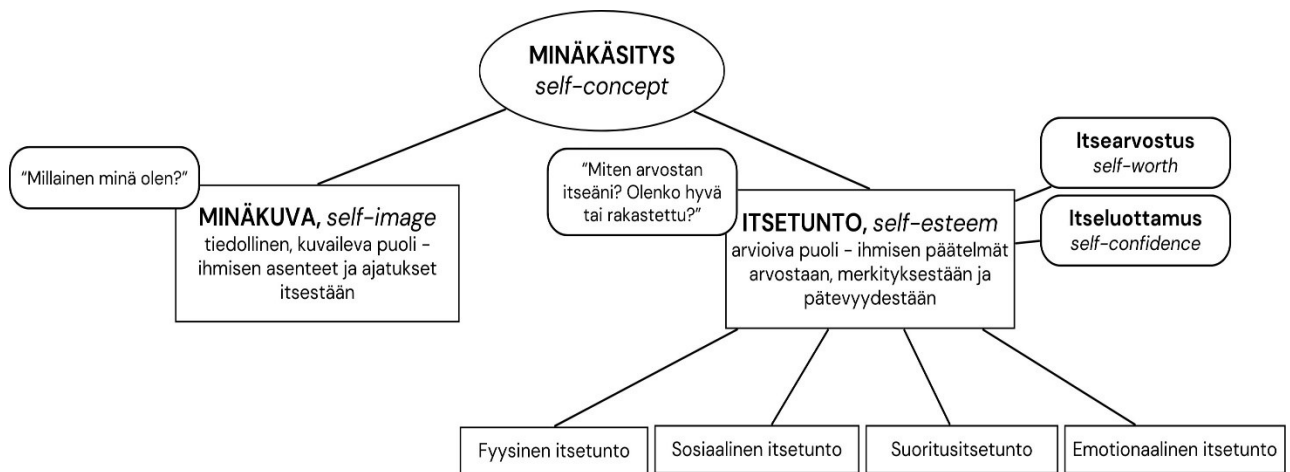 MINÄKÄSITYS
self-concept
"Millainen minä olen?"
MINÄKUVA, self-image
tiedollinen, kuvaileva puoli -
ihmisen asenteet ja ajatukset
itsestään
"Miten arvostan
itseäni? Olenko hyvä
tai rakastettu?"
ITSETUNTO, self-esteem
arvioiva puoli - ihmisen päätelmät
arvostaan, merkityksestään ja
pätevyydestään
Itsearvostus
self-worth
Itseluottamus
self-confidence
Fyysinen itsetunto
Sosiaalinen itsetunto
Suoritusitsetunto
Emotionaalinen itsetunto